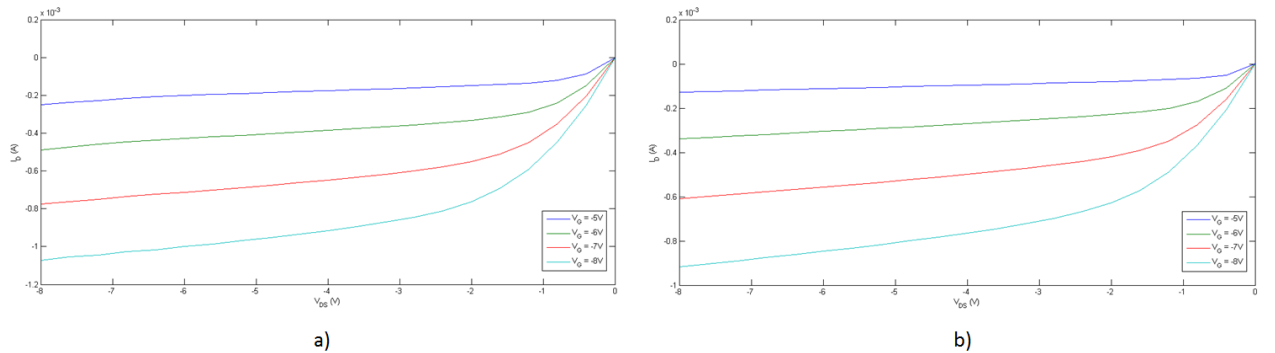 x 10⁻³
0.2
0
-0.2
-0.4
-0.6
-0.8
-1
-1.2
I_D (A)
-8 -7 -6 -5 -4 -3 -2 -1 0
V_DS (V)
V_G = -5V
V_G = -6V
V_G = -7V
V_G = -8V
a)
x 10⁻³
0.2
0
-0.2
-0.4
-0.6
-0.8
-1
I_D (A)
-8 -7 -6 -5 -4 -3 -2 -1 0
V_DS (V)
V_G = -5V
V_G = -6V
V_G = -7V
V_G = -8V
b)